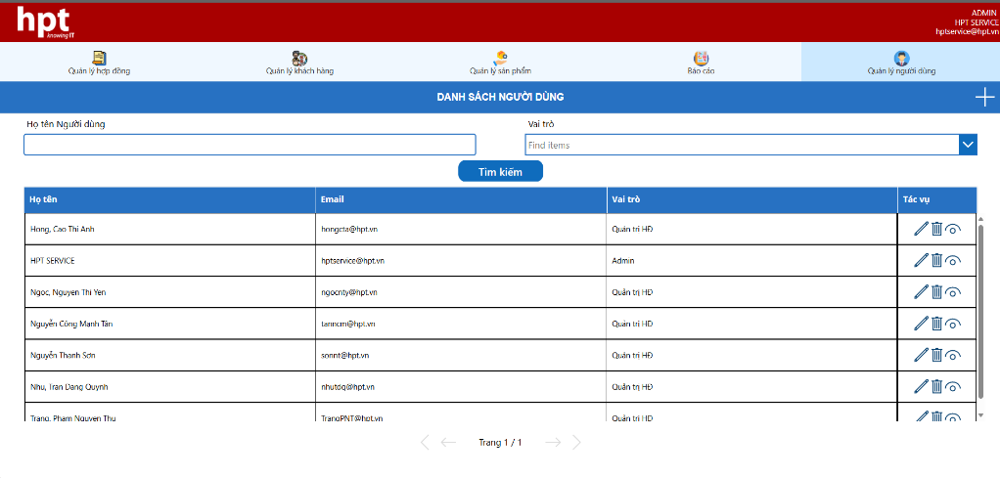 hpt
knowing IT
ADMIN
HPT SERVICE
hptservice@hpt.vn
Quản lý hợp đồng
Quản lý khách hàng
Quản lý sản phẩm
Báo cáo
Quản lý người dùng
DANH SÁCH NGƯỜI DÙNG
Họ tên Người dùng
Vai trò
Find items
Tìm kiếm
Họ tên Email Vai trò Tác vụ
Hong, Cao Thi Anh hongcta@hpt.vn Quản trị HĐ
HPT SERVICE hptservice@hpt.vn Admin
Ngoc, Nguyen Thi Yen ngocnty@hpt.vn Quản trị HĐ
Nguyễn Công Mạnh Tân tanncm@hpt.vn Quản trị HĐ
Nguyễn Thanh Sơn sonnt@hpt.vn Quản trị HĐ
Nhu, Tran Dang Quynh nhutdq@hpt.vn Quản trị HĐ
Trang, Pham Nguyen Thu TrangPNT@hpt.vn Quản trị HĐ
Trang 1 / 1